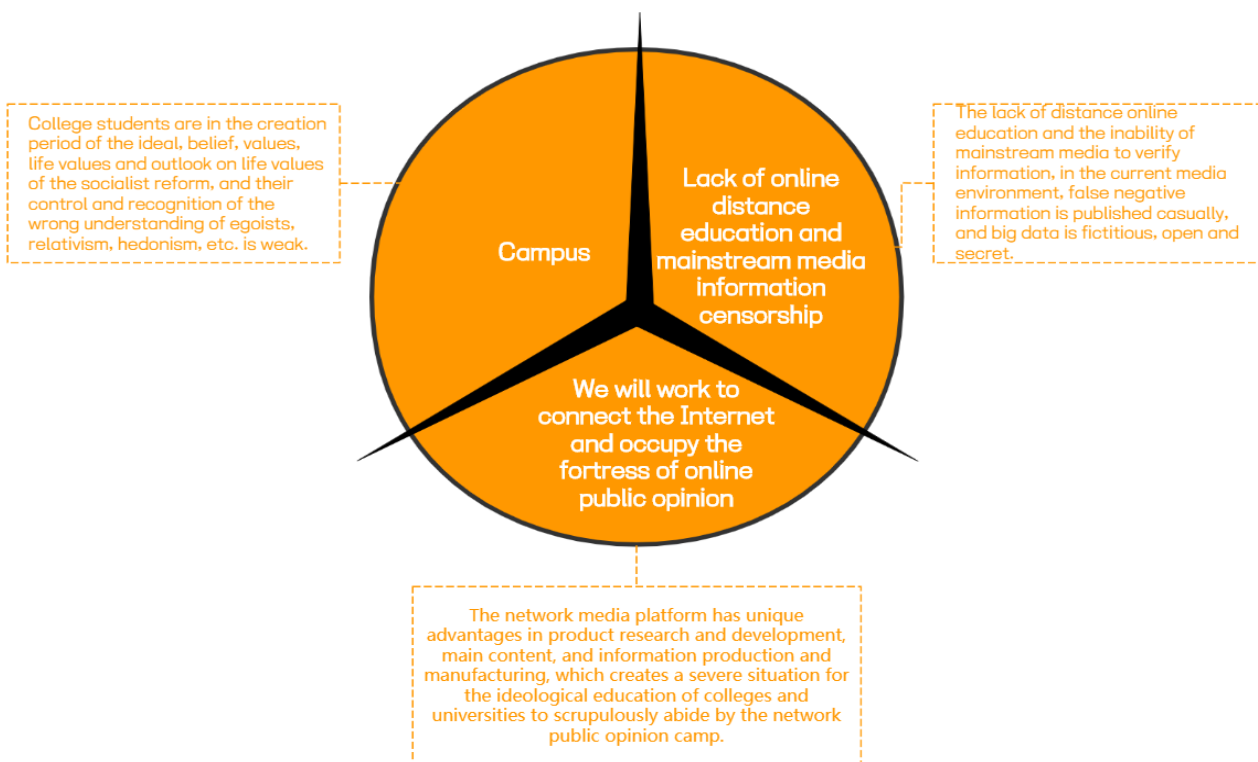 College students are in the creation
period of the ideal, belief, values,
life values and outlook on life values
of the socialist reform, and their
control and recognition of the
wrong understanding of egoists,
relativism, hedonism, etc. is weak.
Campus
Lack of online
distance
education and
mainstream media
information
censorship
The lack of distance online
education and the inability of
mainstream media to verify
information, in the current media
environment, false negative
information is published casually,
and big data is fictitious, open and
secret.
We will work to
connect the Internet
and occupy the
fortress of online
public opinion
The network media platform has unique
advantages in product research and development,
main content, and information production and
manufacturing, which creates a severe situation for
the ideological education of colleges and
universities to scrupulously abide by the network
public opinion camp.